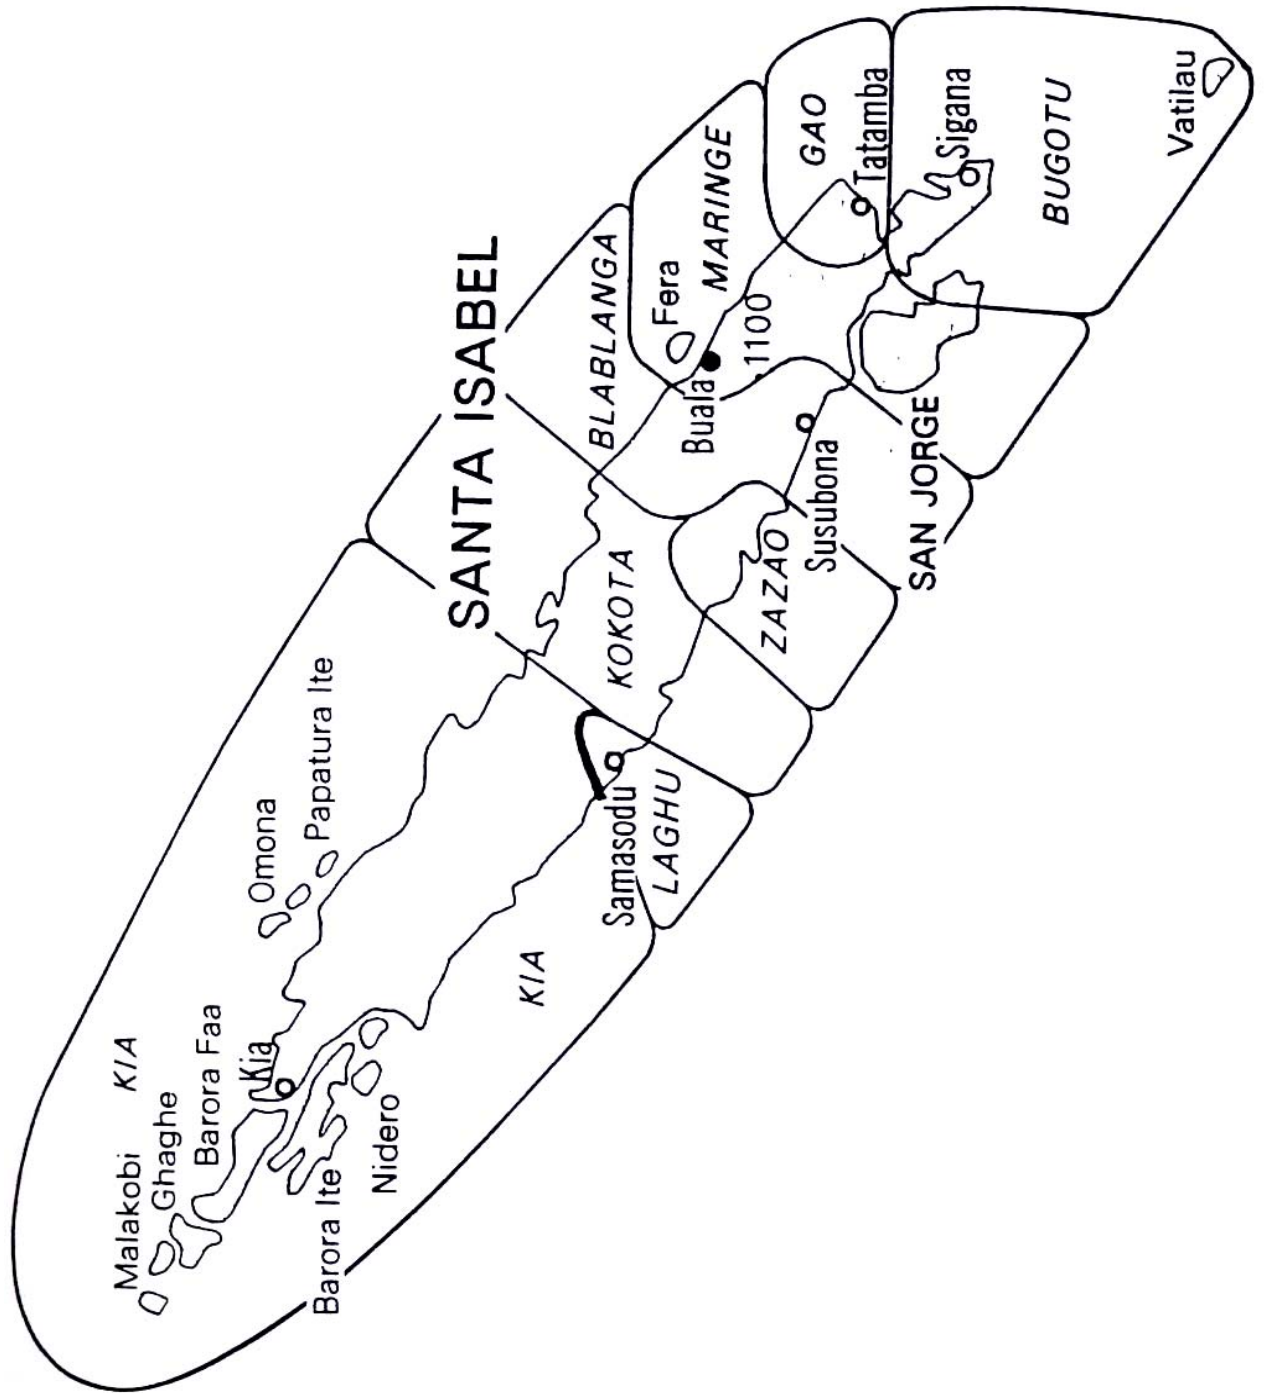 Malakobi
Ghaghe
KIA
Barora Faa
Kia
Barora Ite
Nidero
Omona
Papatura Ite
KIA
SANTA ISABEL
Samasodu
LAGHU
KOKOTA
ZAZAO
BLABLANGA
Susubona
SAN JORGE
Buala
.1100
Fera
MARINGE
GAO
Tatamba
Sigana
BUGOTU
Vatilau